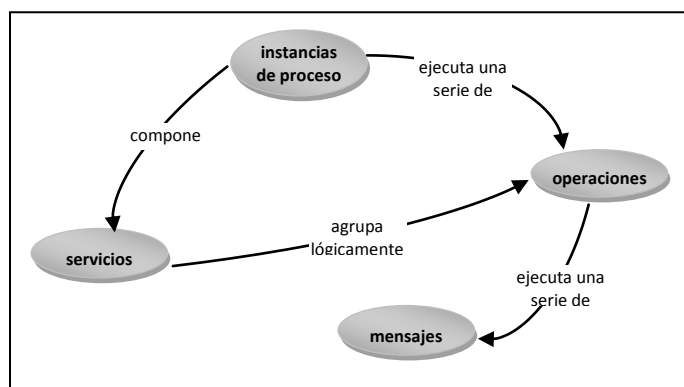 instancias
de proceso
ejecuta una
serie de
compone
operaciones
agrupa
lógicamente
servicios
ejecuta una
serie de
mensajes